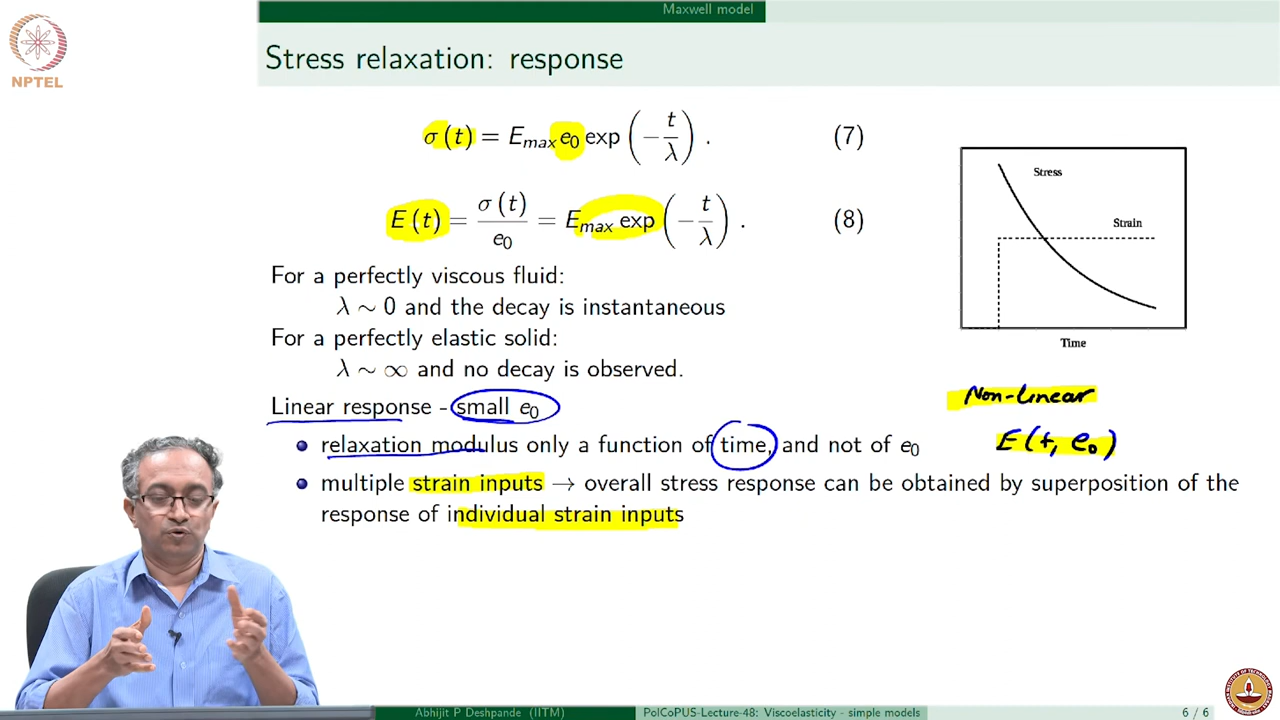 Maxwell model
NPTEL
Stress relaxation: response
σ(t) = E_max e_0 exp(−t/λ). (7)
E(t) = σ(t)/e_0 = E_max exp(−t/λ). (8)
Stress
Strain
Time
For a perfectly viscous fluid:
λ ∼ 0 and the decay is instantaneous
For a perfectly elastic solid:
λ ∼ ∞ and no decay is observed.
Linear response - small e_0
Non-linear
relaxation modulus only a function of time, and not of e_0
E(t, e_0)
multiple strain inputs → overall stress response can be obtained by superposition of the
response of individual strain inputs
Abhijit P Deshpande (IITM)
PolCoPUS-Lecture-48: Viscoelasticity - simple models
6 / 6